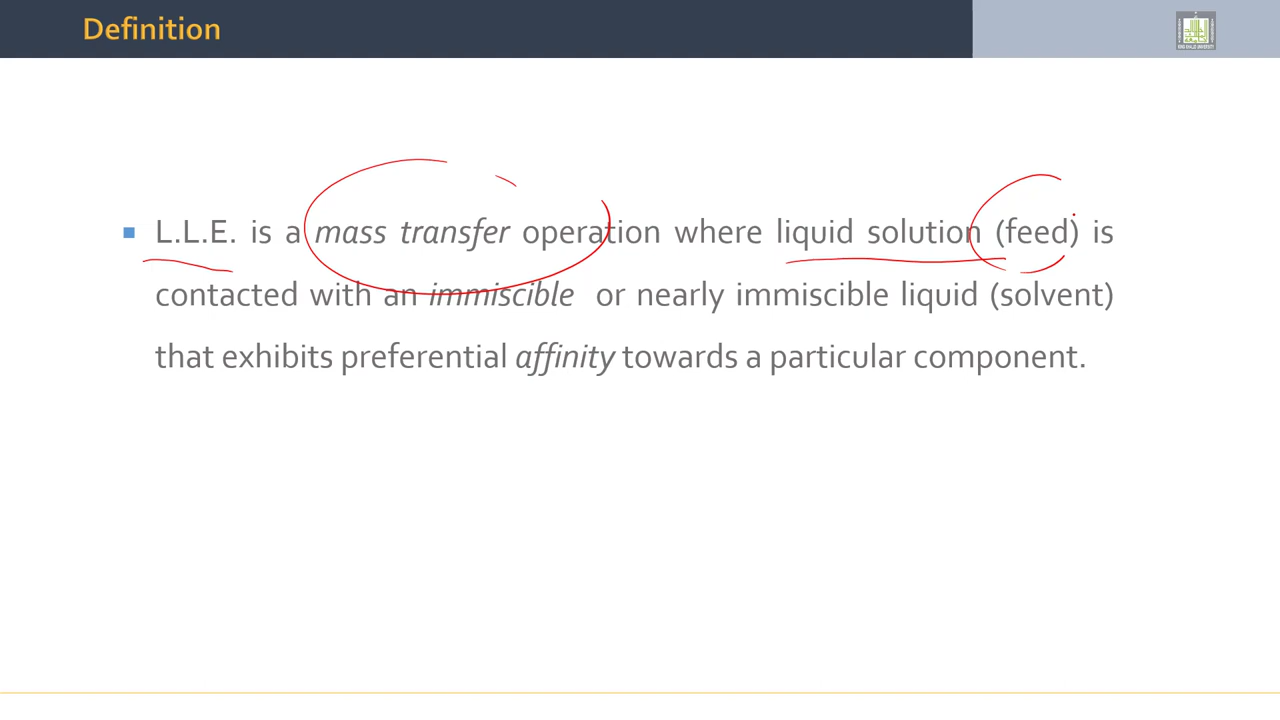 Definition
L.L.E. is a mass transfer operation where liquid solution (feed) is
contacted with an immiscible or nearly immiscible liquid (solvent)
that exhibits preferential affinity towards a particular component.